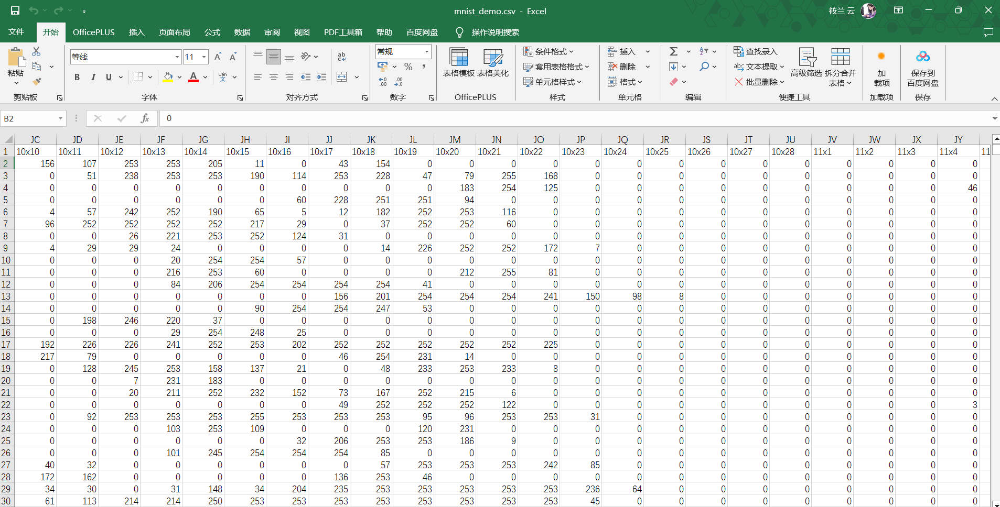 mnist_demo.csv - Excel
筱兰 云
文件 开始 OfficePLUS 插入 页面布局 公式 数据 审阅 视图 PDF工具箱 帮助 百度网盘 操作说明搜索
粘贴
剪贴板
等线 11
B I U A wén 文
字体
ab
对齐方式
常规
%
数字
表格模板 表格美化
OfficePLUS
条件格式
套用表格格式
单元格样式
样式
插入
删除
格式
单元格
编辑
查找录入
文本提取
批量删除
高级筛选 拆分合并表格
便捷工具
加载项
加载项
保存到百度网盘
保存
B2 fx 0
JC JD JE JF JG JH JI JJ JK JL JM JN JO JP JQ JR JS JT JU JV JW JX JY
1 10x10 10x11 10x12 10x13 10x14 10x15 10x16 10x17 10x18 10x19 10x20 10x21 10x22 10x23 10x24 10x25 10x26 10x27 10x28 11x1 11x2 11x3 11x4 11
2 156 107 253 253 205 11 0 43 154 0 0 0 0 0 0 0 0 0 0 0 0 0 0
3 0 51 238 253 253 190 114 253 228 47 79 255 168 0 0 0 0 0 0 0 0 0 0
4 0 0 0 0 0 0 0 0 0 0 183 254 125 0 0 0 0 0 0 0 0 0 46
5 0 0 0 0 0 0 60 228 251 251 94 0 0 0 0 0 0 0 0 0 0 0 0
6 4 57 242 252 190 65 5 12 182 252 253 116 0 0 0 0 0 0 0 0 0 0 0
7 96 252 252 252 252 217 29 0 37 252 252 60 0 0 0 0 0 0 0 0 0 0 0
8 0 0 26 221 253 252 124 31 0 0 0 0 0 0 0 0 0 0 0 0 0 0 0
9 4 29 29 24 0 0 0 0 14 226 252 252 172 7 0 0 0 0 0 0 0 0 0
10 0 0 0 20 254 254 57 0 0 0 0 0 0 0 0 0 0 0 0 0 0 0 0
11 0 0 0 216 253 60 0 0 0 0 212 255 81 0 0 0 0 0 0 0 0 0 0
12 0 0 0 84 206 254 254 254 254 41 0 0 0 0 0 0 0 0 0 0 0 0 0
13 0 0 0 0 0 0 0 156 201 254 254 254 241 150 98 8 0 0 0 0 0 0 0
14 0 0 0 0 0 90 254 254 247 53 0 0 0 0 0 0 0 0 0 0 0 0 0
15 0 198 246 220 37 0 0 0 0 0 0 0 0 0 0 0 0 0 0 0 0 0 0
16 0 0 0 29 254 248 25 0 0 0 0 0 0 0 0 0 0 0 0 0 0 0 0
17 192 226 226 241 252 253 202 252 252 252 252 252 225 0 0 0 0 0 0 0 0 0 0
18 217 79 0 0 0 0 0 46 254 231 14 0 0 0 0 0 0 0 0 0 0 0 0
19 0 128 245 253 158 137 21 0 48 233 253 233 8 0 0 0 0 0 0 0 0 0 0
20 0 0 7 231 183 0 0 0 0 0 0 0 0 0 0 0 0 0 0 0 0 0 0
21 0 0 20 211 252 232 152 73 167 252 215 6 0 0 0 0 0 0 0 0 0 0 0
22 0 0 0 0 0 0 0 49 252 252 252 122 0 0 0 0 0 0 0 0 0 0 3
23 0 92 253 253 253 255 253 253 253 95 96 253 253 31 0 0 0 0 0 0 0 0 0
24 0 0 0 103 253 109 0 0 0 120 231 0 0 0 0 0 0 0 0 0 0 0 0
25 0 0 0 0 0 0 32 206 253 253 186 9 0 0 0 0 0 0 0 0 0 0 0
26 0 0 0 101 245 254 254 254 85 0 0 0 0 0 0 0 0 0 0 0 0 0 0
27 40 32 0 0 0 0 0 0 57 253 253 253 242 85 0 0 0 0 0 0 0 0 0
28 172 162 0 0 0 0 0 136 253 46 0 0 0 0 0 0 0 0 0 0 0 0 0
29 34 30 0 31 148 34 204 235 253 253 253 253 253 236 64 0 0 0 0 0 0 0 0
30 61 113 214 214 250 253 253 253 253 253 253 253 253 45 0 0 0 0 0 0 0 0 0